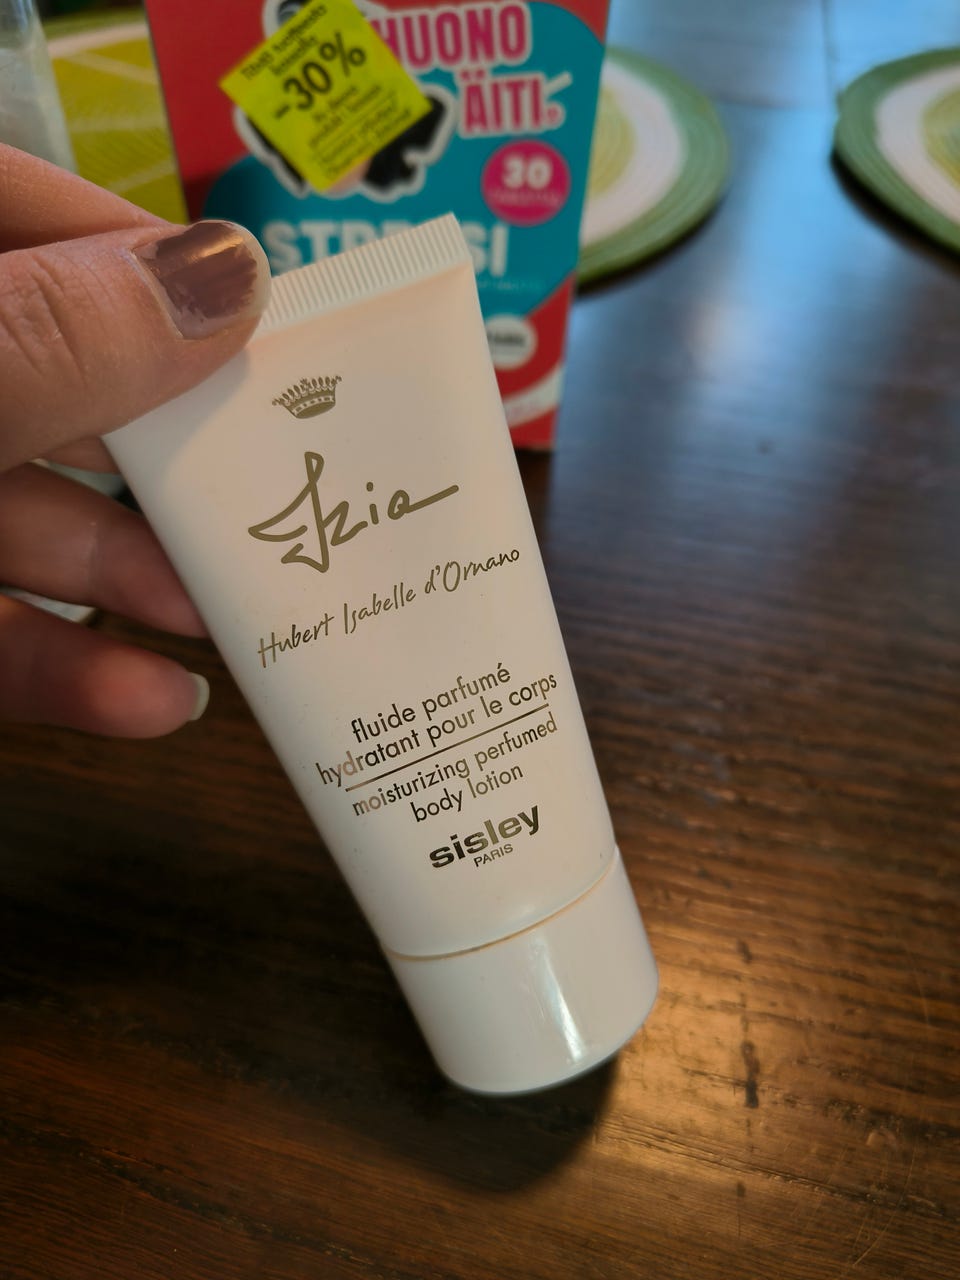 -30%
HUONO
ÄITI®
30
STRESSI
Izia
Hubert Isabelle d'Ornano
fluide parfumé
hydratant pour le corps
moisturizing perfumed
body lotion
sisley
PARIS